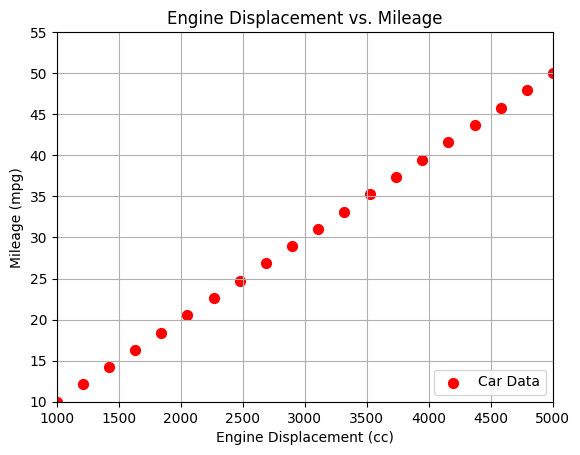 Engine Displacement vs. Mileage
55
50
45
40
35
30
25
20
15
10
Mileage (mpg)
Car Data
1000 1500 2000 2500 3000 3500 4000 4500 5000
Engine Displacement (cc)